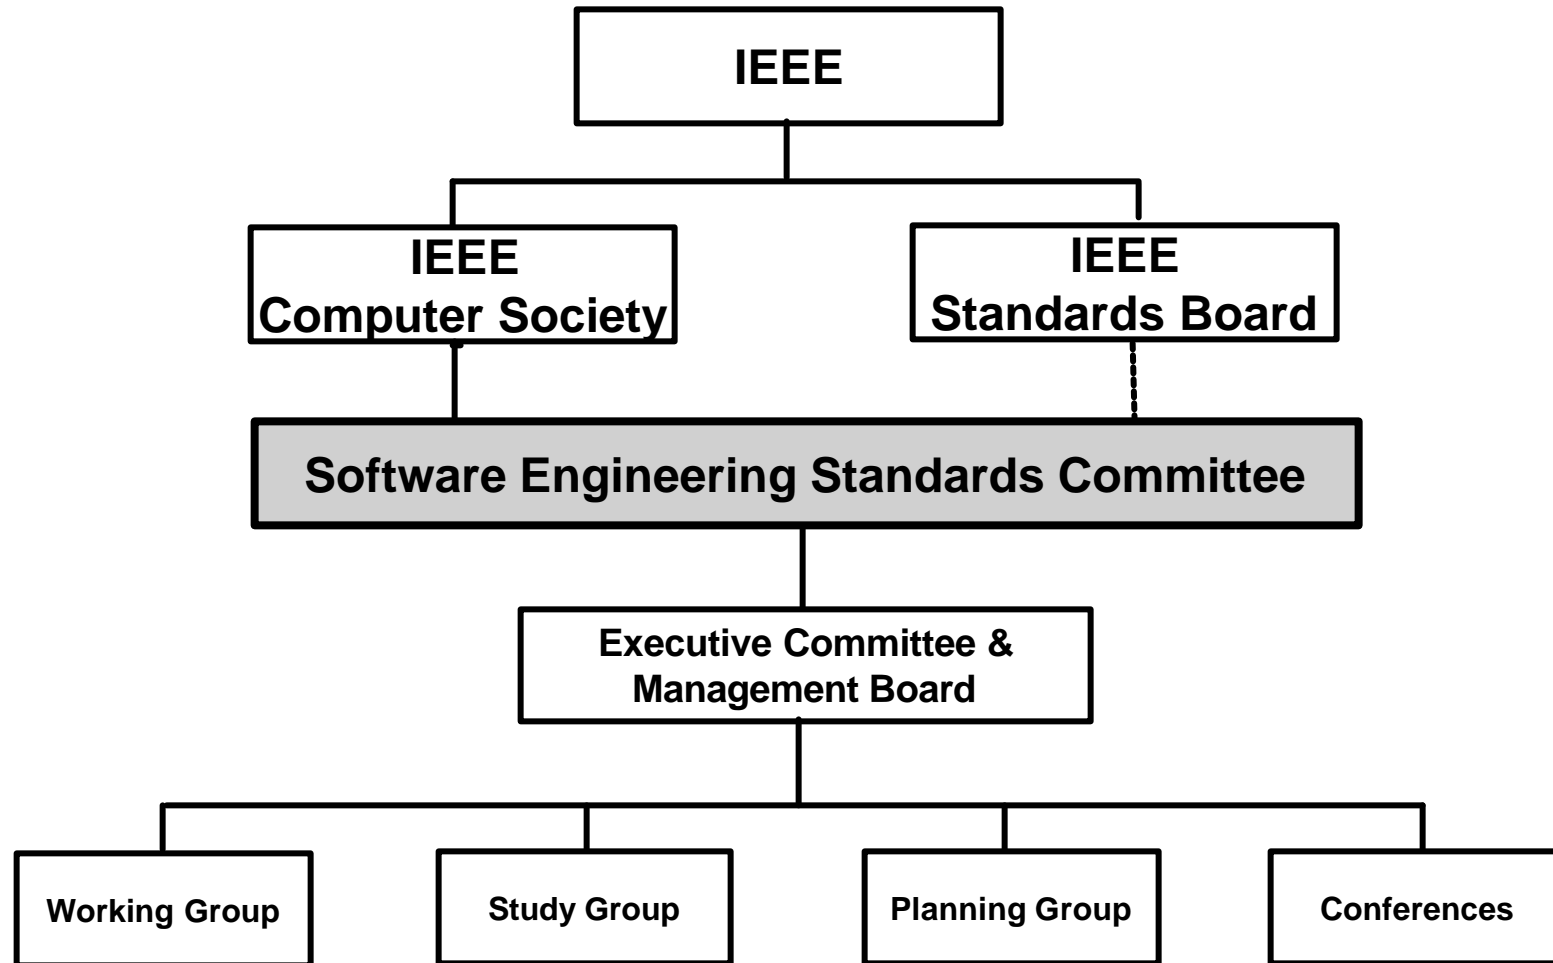 IEEE
IEEE
Computer Society
IEEE
Standards Board
Software Engineering Standards Committee
Executive Committee &
Management Board
Working Group
Study Group
Planning Group
Conferences